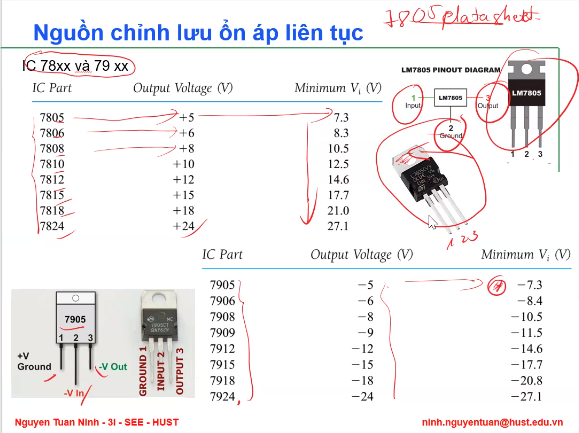 7805 datasheet
Nguồn chỉnh lưu ổn áp liên tục
IC 78xx và 79 xx
IC Part Output Voltage (V) Minimum Vi (V)
7805 +5 7.3
7806 +6 8.3
7808 +8 10.5
7810 +10 12.5
7812 +12 14.6
7815 +15 17.7
7818 +18 21.0
7824 +24 27.1
LM7805 PINOUT DIAGRAM
LM7805
1
Input
3
Output
2
Ground
LM7805
1 2 3
1 2 3
IC Part Output Voltage (V) Minimum Vi (V)
7905 −5 −7.3
7906 −6 −8.4
7908 −8 −10.5
7909 −9 −11.5
7912 −12 −14.6
7915 −15 −17.7
7918 −18 −20.8
7924 −24 −27.1
7905
1 2 3
+V
Ground
-V Out
-V In
GROUND 1
INPUT 2
OUTPUT 3
Nguyen Tuan Ninh - 3I - SEE - HUST
ninh.nguyentuan@hust.edu.vn